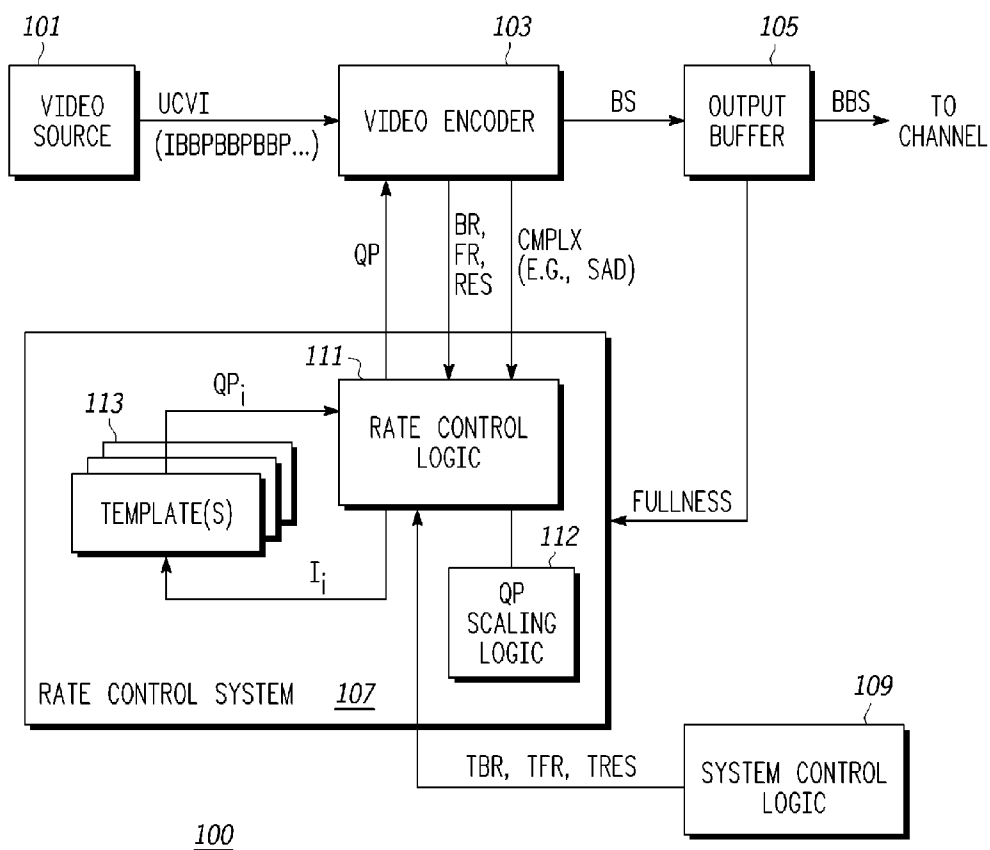 101
VIDEO
SOURCE
UCVI
(IBBPBBPBBP...)
103
VIDEO ENCODER
BS
105
OUTPUT
BUFFER
BBS
TO
CHANNEL
QP
BR,
FR,
RES
CMPLX
(E.G., SAD)
111
RATE CONTROL
LOGIC
QPi
113
TEMPLATE(S)
Ii
FULLNESS
112
QP
SCALING
LOGIC
RATE CONTROL SYSTEM 107
109
SYSTEM CONTROL
LOGIC
TBR, TFR, TRES
100